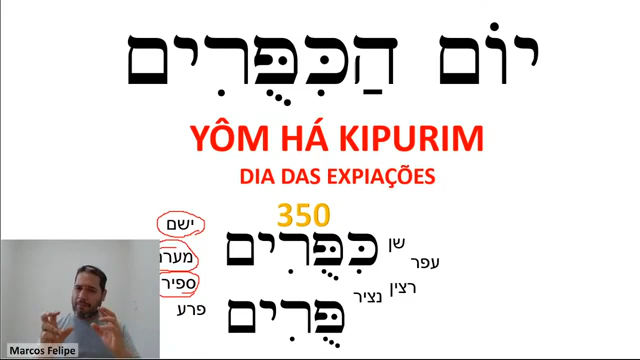 יוֹם הַכִּפֻּרִים
YÔM HÁ KIPURIM
DIA DAS EXPIAÇÕES
350
ישם
כִּפֻּרִים
שן
עפר
ספיר
רצין
נציר
פֻּרִים
פרע
Marcos Felipe